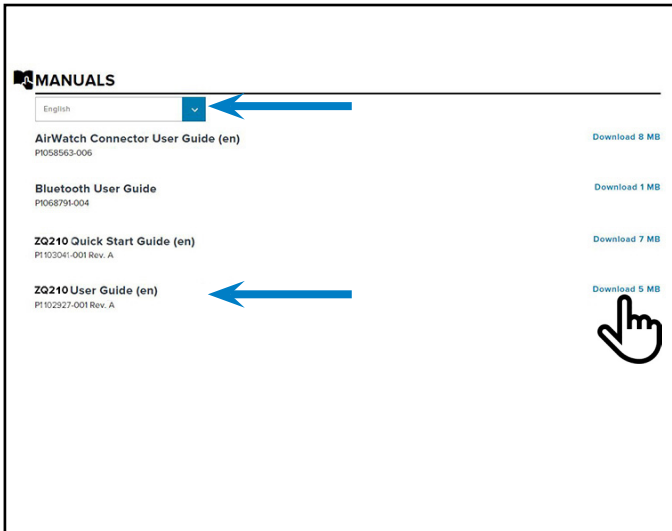 MANUALS
English
AirWatch Connector User Guide (en)
Download 8 MB
P1058563-006
Bluetooth User Guide
Download 1 MB
P1068791-004
ZQ210 Quick Start Guide (en)
Download 7 MB
P1103041-001 Rev. A
ZQ210 User Guide (en)
Download 5 MB
P1102927-001 Rev. A